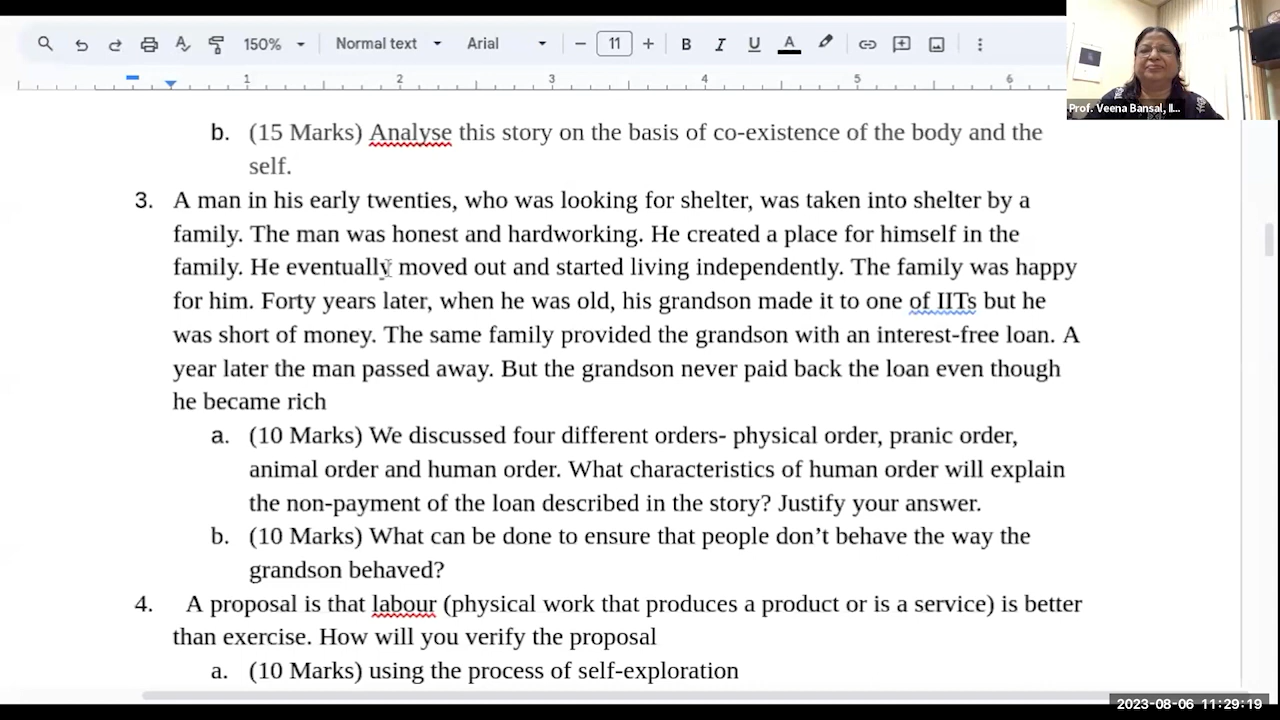 150%
Normal text
Arial
11
B I U A
1 2 3 4 5 6
Prof. Veena Bansal, II...
b. (15 Marks) Analyse this story on the basis of co-existence of the body and the
self.
3. A man in his early twenties, who was looking for shelter, was taken into shelter by a
family. The man was honest and hardworking. He created a place for himself in the
family. He eventually moved out and started living independently. The family was happy
for him. Forty years later, when he was old, his grandson made it to one of IITs but he
was short of money. The same family provided the grandson with an interest-free loan. A
year later the man passed away. But the grandson never paid back the loan even though
he became rich
a. (10 Marks) We discussed four different orders- physical order, pranic order,
animal order and human order. What characteristics of human order will explain
the non-payment of the loan described in the story? Justify your answer.
b. (10 Marks) What can be done to ensure that people don’t behave the way the
grandson behaved?
4. A proposal is that labour (physical work that produces a product or is a service) is better
than exercise. How will you verify the proposal
a. (10 Marks) using the process of self-exploration
2023-08-06 11:29:19